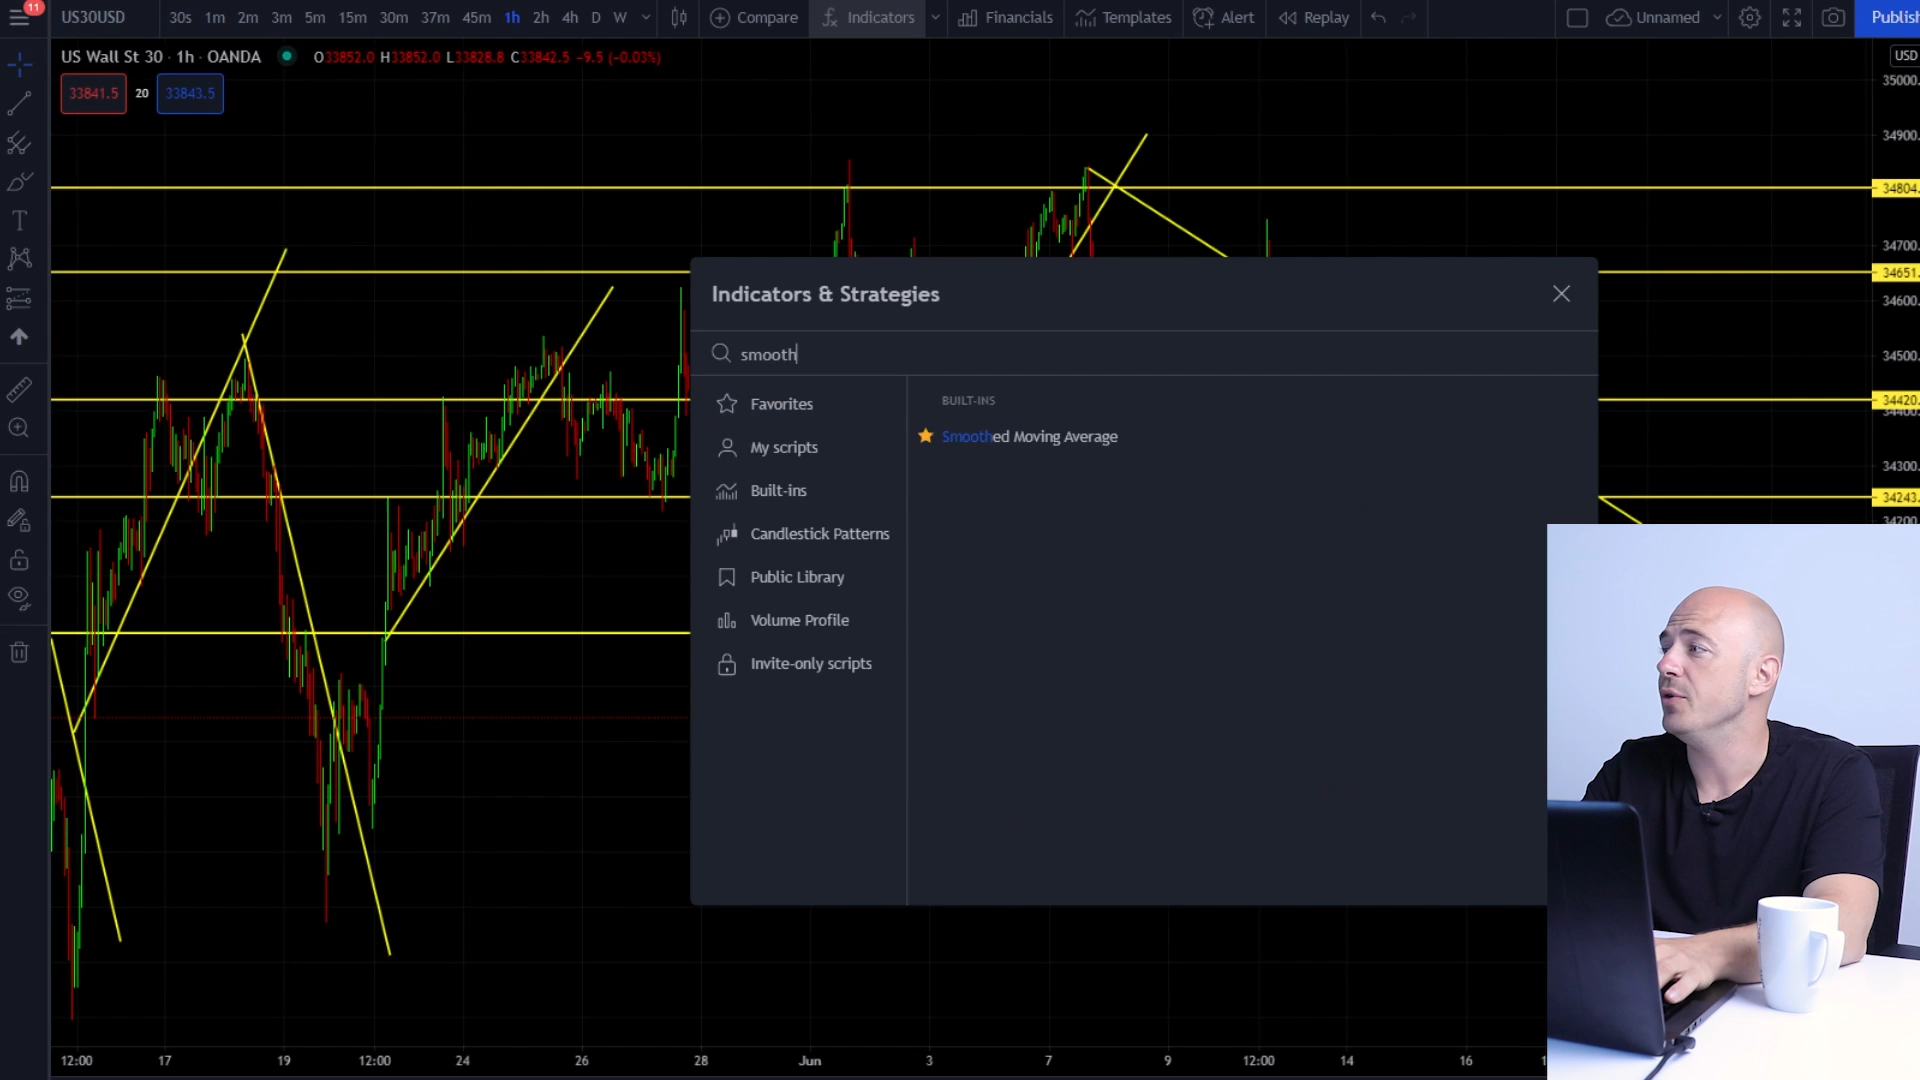 11
US30USD 30s 1m 2m 3m 5m 15m 30m 37m 45m 1h 2h 4h D W Compare Indicators Financials Templates Alert Replay Unnamed Publish
US Wall St 30 · 1h · OANDA O33852.0 H33852.0 L33828.8 C33842.5 −9.5 (−0.03%)
USD
33841.5 20 33843.5
35000.
34900.
34804.
34700.
34651.
34600.
34500.
34420.
34400.
34300.
34243.
34200.
Indicators & Strategies
smooth
Favorites
My scripts
Built-ins
Candlestick Patterns
Public Library
Volume Profile
Invite-only scripts
BUILT-INS
Smoothed Moving Average
12:00 17 19 12:00 24 26 28 Jun 3 7 9 12:00 14 16